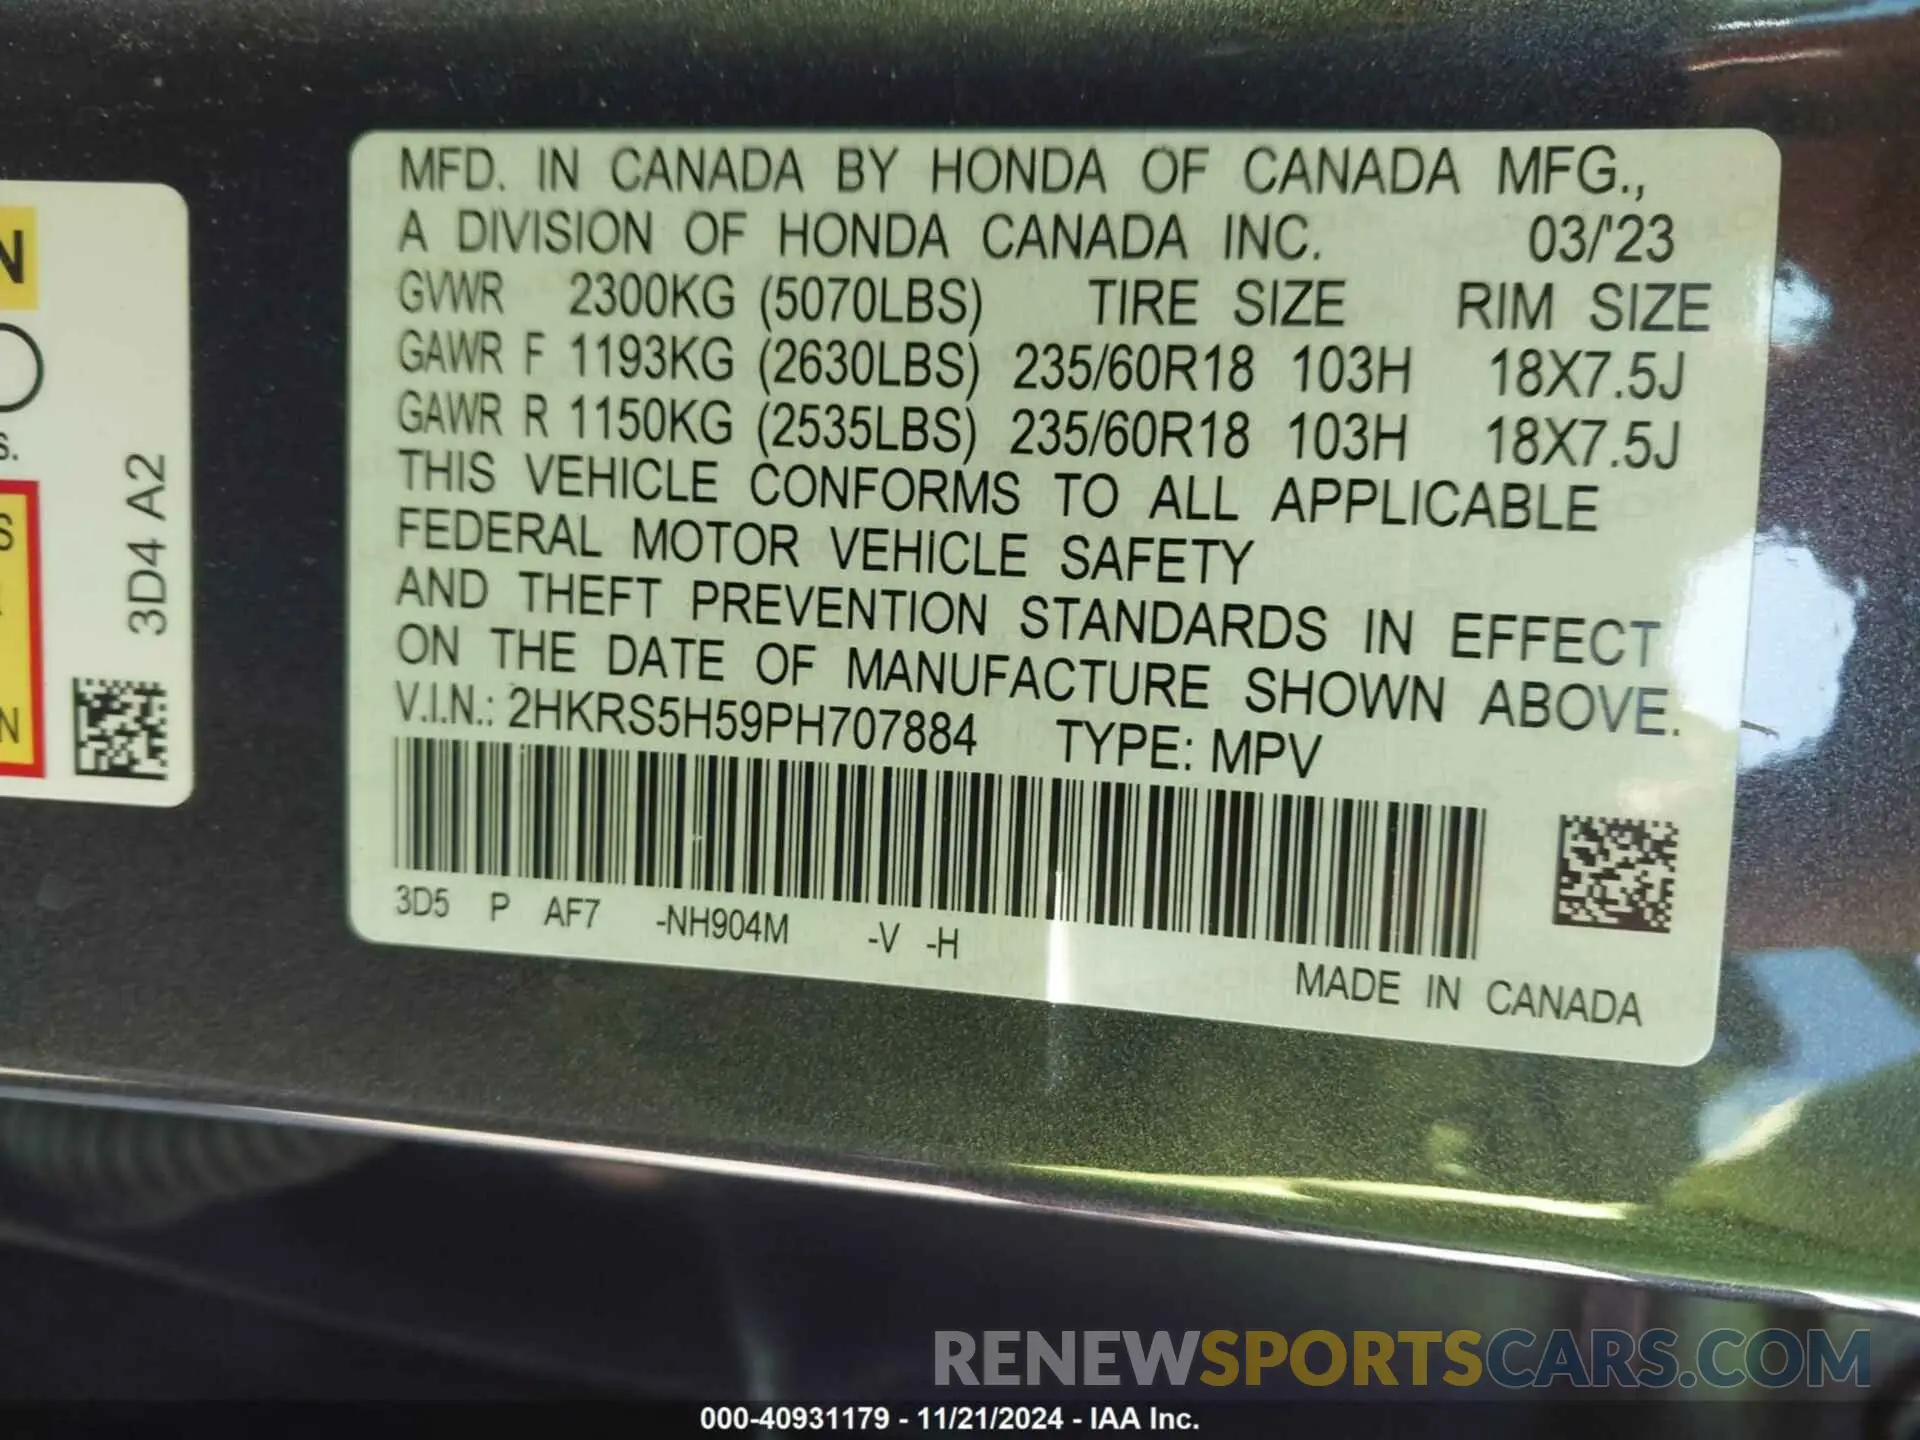 MFD. IN CANADA BY HONDA OF CANADA MFG.,
A DIVISION OF HONDA CANADA INC. 03/'23
GVWR 2300KG (5070LBS) TIRE SIZE RIM SIZE
GAWR F 1193KG (2630LBS) 235/60R18 103H 18X7.5J
GAWR R 1150KG (2535LBS) 235/60R18 103H 18X7.5J
THIS VEHICLE CONFORMS TO ALL APPLICABLE
FEDERAL MOTOR VEHICLE SAFETY
AND THEFT PREVENTION STANDARDS IN EFFECT
ON THE DATE OF MANUFACTURE SHOWN ABOVE.
V.I.N.: 2HKRS5H59PH707884 TYPE: MPV
3D5 P AF7 -NH904M -V -H
MADE IN CANADA
3D4 A2
RENEWSPORTSCARS.COM
000-40931179 - 11/21/2024 - IAA Inc.